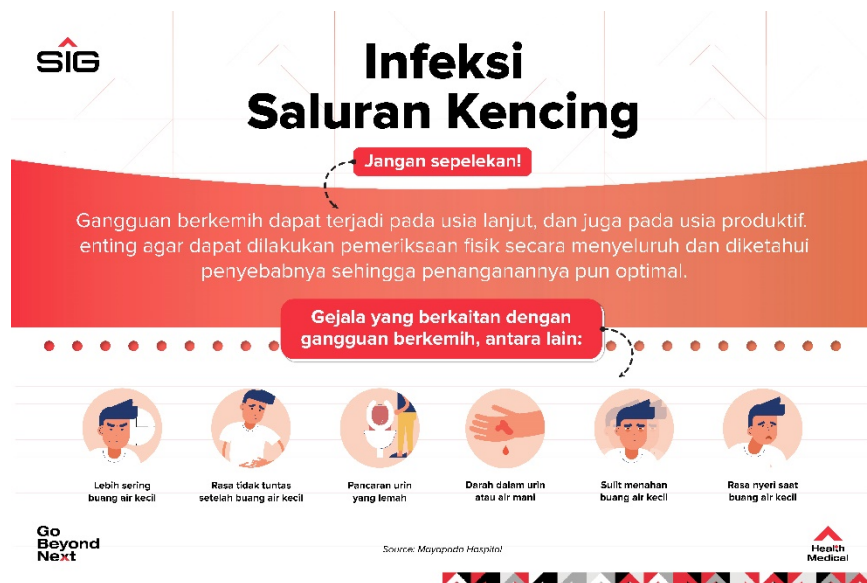 SIG
Infeksi
Saluran Kencing
Jangan sepelekan!
Gangguan berkemih dapat terjadi pada usia lanjut, dan juga pada usia produktif.
enting agar dapat dilakukan pemeriksaan fisik secara menyeluruh dan diketahui
penyebabnya sehingga penanganannya pun optimal.
Gejala yang berkaitan dengan
gangguan berkemih, antara lain:
Lebih sering
buang air kecil
Rasa tidak tuntas
setelah buang air kecil
Pancaran urin
yang lemah
Darah dalam urin
atau air mani
Sulit menahan
buang air kecil
Rasa nyeri saat
buang air kecil
Go
Beyond
Next
Source: Mayapada Hospital
Health
Medical